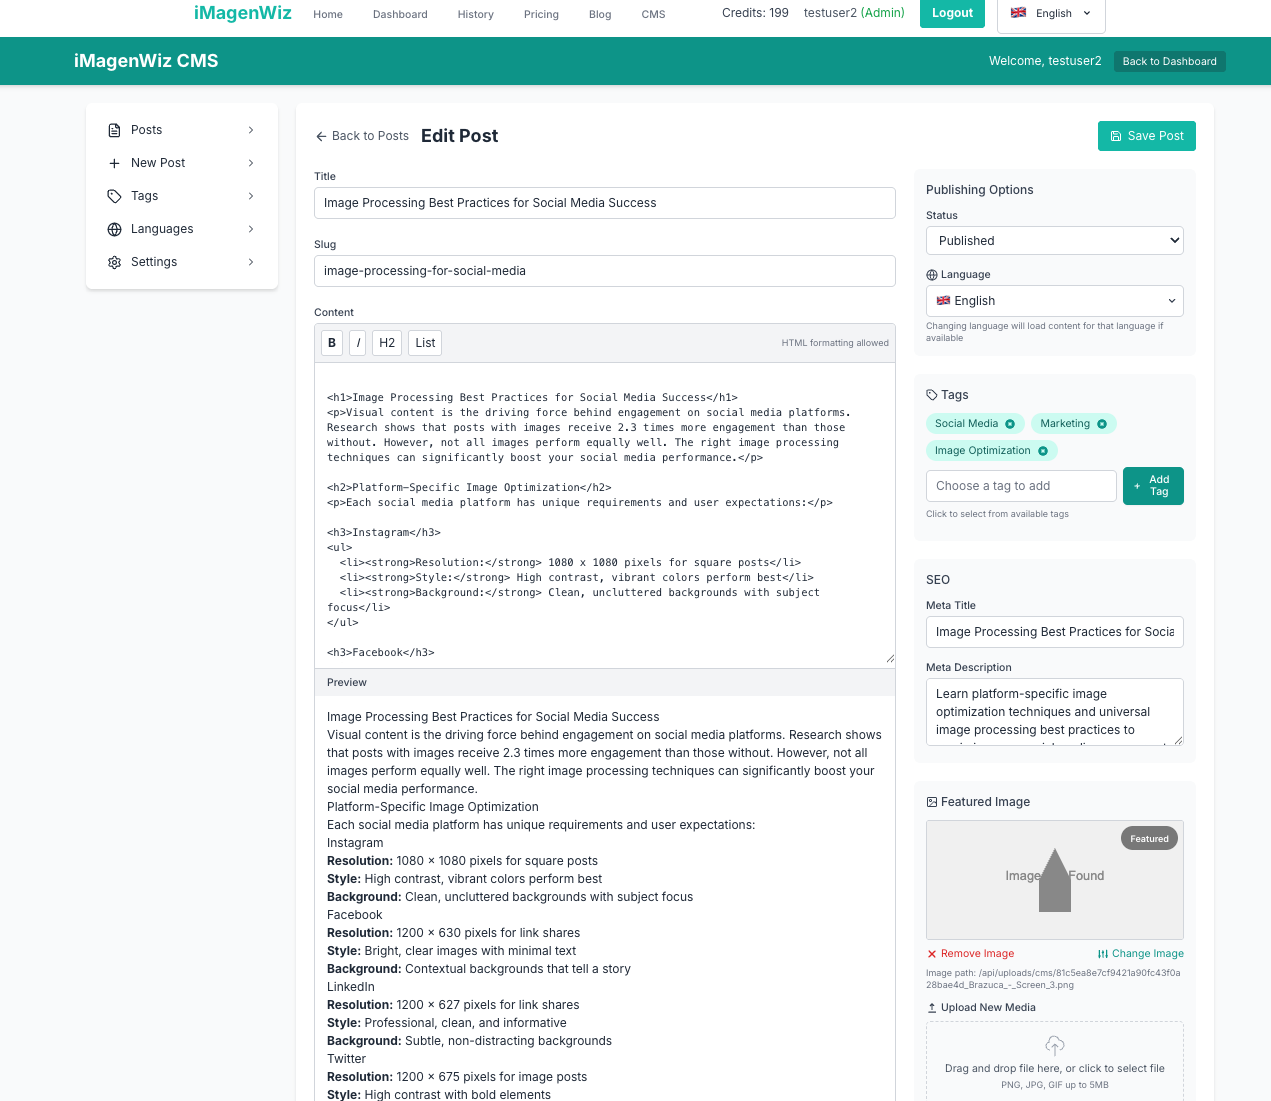 iMagenWiz
Home
Dashboard
History
Pricing
Blog
CMS
Credits: 199
testuser2 (Admin)
Logout
English
iMagenWiz CMS
Welcome, testuser2
Back to Dashboard
Posts
New Post
Tags
Languages
Settings
Back to Posts
Edit Post
Save Post
Title
Image Processing Best Practices for Social Media Success
Slug
image-processing-for-social-media
Content
B
I
H2
List
HTML formatting allowed
<h1>Image Processing Best Practices for Social Media Success</h1>
<p>Visual content is the driving force behind engagement on social media platforms.
Research shows that posts with images receive 2.3 times more engagement than those
without. However, not all images perform equally well. The right image processing
techniques can significantly boost your social media performance.</p>
<h2>Platform-Specific Image Optimization</h2>
<p>Each social media platform has unique requirements and user expectations:</p>
<h3>Instagram</h3>
<ul>
<li><strong>Resolution:</strong> 1080 x 1080 pixels for square posts</li>
<li><strong>Style:</strong> High contrast, vibrant colors perform best</li>
<li><strong>Background:</strong> Clean, uncluttered backgrounds with subject
focus</li>
</ul>
<h3>Facebook</h3>
Preview
Image Processing Best Practices for Social Media Success
Visual content is the driving force behind engagement on social media platforms. Research shows
that posts with images receive 2.3 times more engagement than those without. However, not all
images perform equally well. The right image processing techniques can significantly boost your
social media performance.
Platform-Specific Image Optimization
Each social media platform has unique requirements and user expectations:
Instagram
Resolution: 1080 x 1080 pixels for square posts
Style: High contrast, vibrant colors perform best
Background: Clean, uncluttered backgrounds with subject focus
Facebook
Resolution: 1200 x 630 pixels for link shares
Style: Bright, clear images with minimal text
Background: Contextual backgrounds that tell a story
LinkedIn
Resolution: 1200 x 627 pixels for link shares
Style: Professional, clean, and informative
Background: Subtle, non-distracting backgrounds
Twitter
Resolution: 1200 x 675 pixels for image posts
Style: High contrast with bold elements
Publishing Options
Status
Published
Language
English
Changing language will load content for that language if
available
Tags
Social Media
Marketing
Image Optimization
Choose a tag to add
+ Add
Tag
Click to select from available tags
SEO
Meta Title
Image Processing Best Practices for Socia
Meta Description
Learn platform-specific image
optimization techniques and universal
image processing best practices to
Featured Image
Featured
Image Found
Remove Image
Change Image
Image path: /api/uploads/cms/81c5ea8e7cf9421a90fc43f0a
28bae4d_Brazuca_-_Screen_3.png
Upload New Media
Drag and drop file here, or click to select file
PNG, JPG, GIF up to 5MB